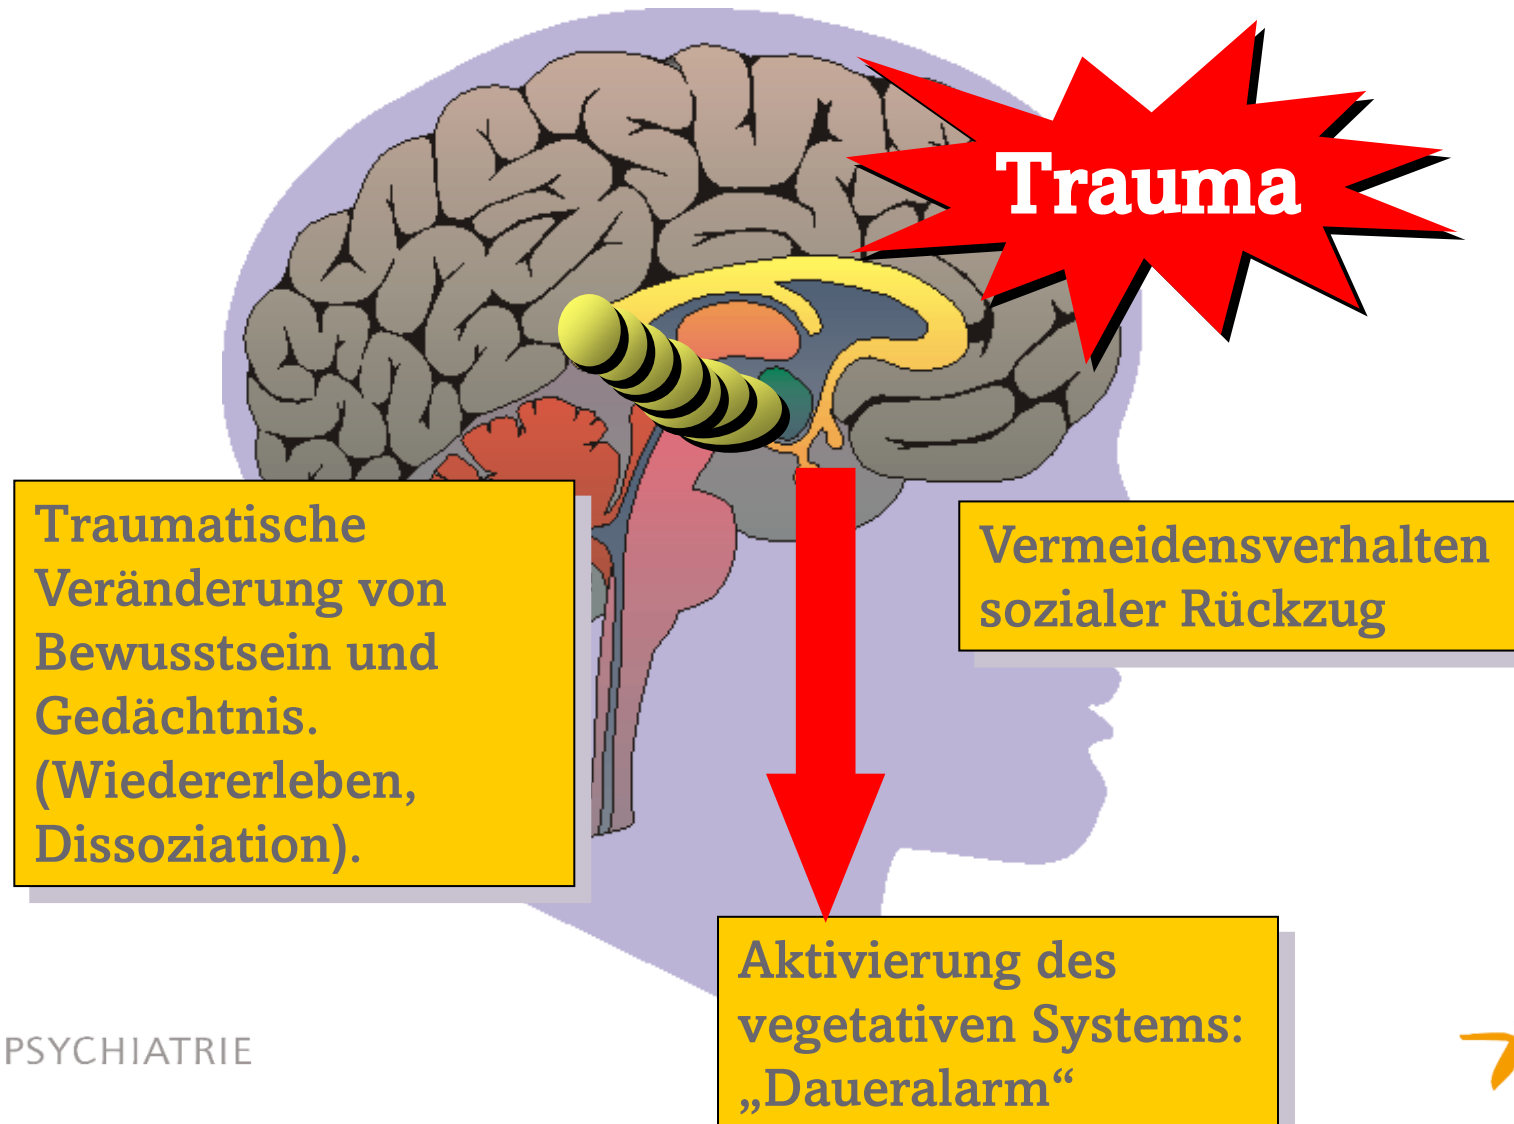 Trauma
Traumatische
Veränderung von
Bewusstsein und
Gedächtnis.
(Wiedererleben,
Dissoziation).
Vermeidensverhalten
sozialer Rückzug
Aktivierung des
vegetativen Systems:
„Daueralarm“
PSYCHIATRIE